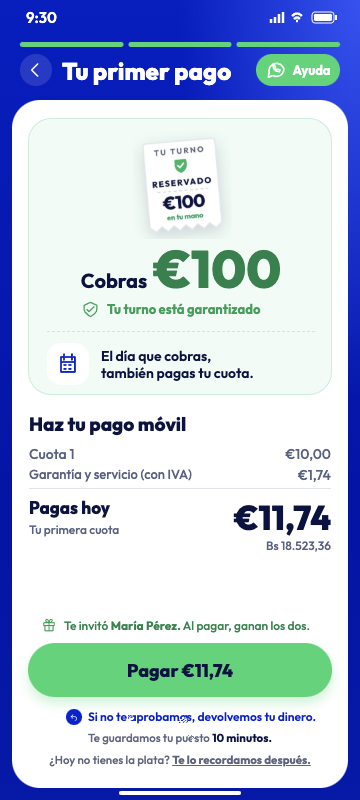 9:30
Tu primer pago
Ayuda
TU TURNO
RESERVADO
€100
en tu mano
Cobras €100
Tu turno está garantizado
El día que cobras,
también pagas tu cuota.
Haz tu pago móvil
Cuota 1 €10,00
Garantía y servicio (con IVA) €1,74
Pagas hoy €11,74
Tu primera cuota
Bs 18.523,36
Te invitó María Pérez. Al pagar, ganan los dos.
Pagar €11,74
Si no te aprobamos, devolvemos tu dinero.
Te guardamos tu puesto 10 minutos.
¿Hoy no tienes la plata? Te lo recordamos después.